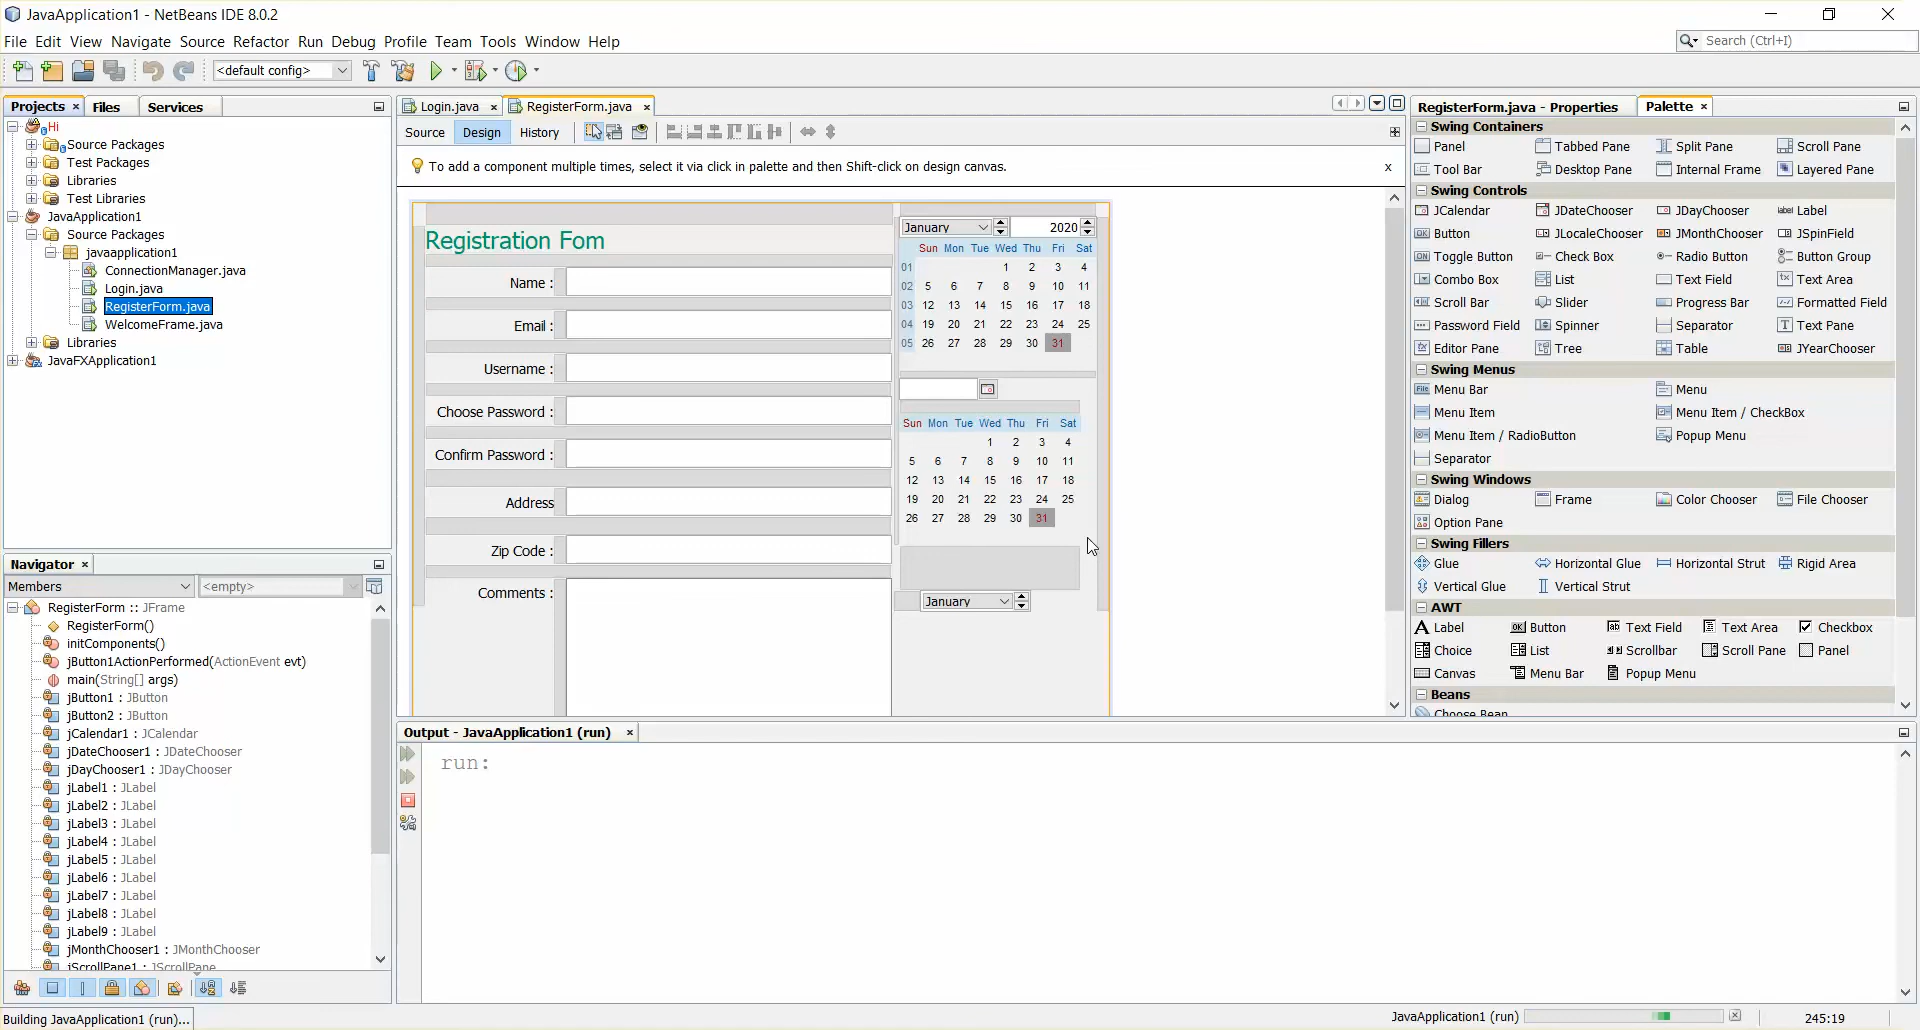 JavaApplication1 - NetBeans IDE 8.0.2
File Edit View Navigate Source Refactor Run Debug Profile Team Tools Window Help
Search (Ctrl+I)
<default config>
Projects Files Services
Hi
Source Packages
Test Packages
Libraries
Test Libraries
JavaApplication1
Source Packages
javaapplication1
ConnectionManager.java
Login.java
RegisterForm.java
WelcomeFrame.java
Libraries
JavaFXApplication1
Navigator
Members <empty>
RegisterForm :: JFrame
RegisterForm()
initComponents()
jButton1ActionPerformed(ActionEvent evt)
main(String[] args)
jButton1 : JButton
jButton2 : JButton
jCalendar1 : JCalendar
jDateChooser1 : JDateChooser
jDayChooser1 : JDayChooser
jLabel1 : JLabel
jLabel2 : JLabel
jLabel3 : JLabel
jLabel4 : JLabel
jLabel5 : JLabel
jLabel6 : JLabel
jLabel7 : JLabel
jLabel8 : JLabel
jLabel9 : JLabel
jMonthChooser1 : JMonthChooser
jScrollPane1 : JScrollPane
Login.java RegisterForm.java
Source Design History
To add a component multiple times, select it via click in palette and then Shift-click on design canvas.
Registration Fom
Name :
Email :
Username :
Choose Password :
Confirm Password :
Address
Zip Code :
Comments :
January 2020
Sun Mon Tue Wed Thu Fri Sat
01 1 2 3 4
02 5 6 7 8 9 10 11
03 12 13 14 15 16 17 18
04 19 20 21 22 23 24 25
05 26 27 28 29 30 31
Sun Mon Tue Wed Thu Fri Sat
1 2 3 4
5 6 7 8 9 10 11
12 13 14 15 16 17 18
19 20 21 22 23 24 25
26 27 28 29 30 31
January
RegisterForm.java - Properties Palette
Swing Containers
Panel Tabbed Pane Split Pane Scroll Pane
Tool Bar Desktop Pane Internal Frame Layered Pane
Swing Controls
JCalendar JDateChooser JDayChooser label Label
OK Button JLocaleChooser JMonthChooser JSpinField
ON Toggle Button Check Box Radio Button Button Group
Combo Box List Text Field Text Area
Scroll Bar Slider Progress Bar Formatted Field
Password Field Spinner Separator Text Pane
Editor Pane Tree Table JYearChooser
Swing Menus
File Menu Bar Menu
Menu Item Menu Item / CheckBox
Menu Item / RadioButton Popup Menu
Separator
Swing Windows
Dialog Frame Color Chooser File Chooser
Option Pane
Swing Fillers
Glue Horizontal Glue Horizontal Strut Rigid Area
Vertical Glue Vertical Strut
AWT
A Label OK Button Text Field Text Area Checkbox
Choice List Scrollbar Scroll Pane Panel
Canvas Menu Bar Popup Menu
Beans
Choose Bean
Output - JavaApplication1 (run)
run:
Building JavaApplication1 (run)...
JavaApplication1 (run)
245:19